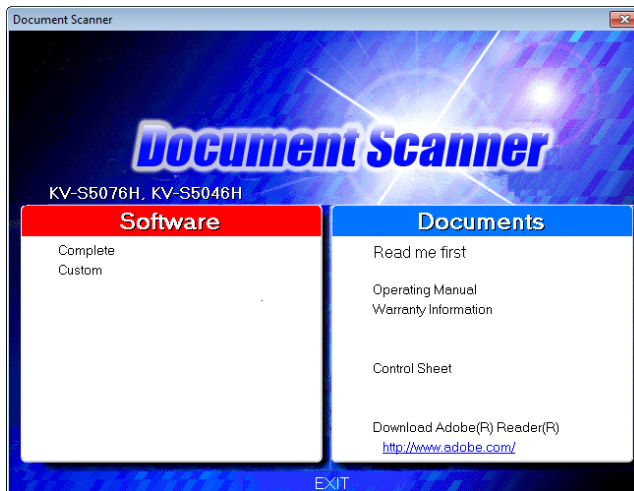 Document Scanner
Document Scanner
KV-S5076H, KV-S5046H
Software
Complete
Custom
Documents
Read me first
Operating Manual
Warranty Information
Control Sheet
Download Adobe(R) Reader(R)
http://www.adobe.com/
EXIT